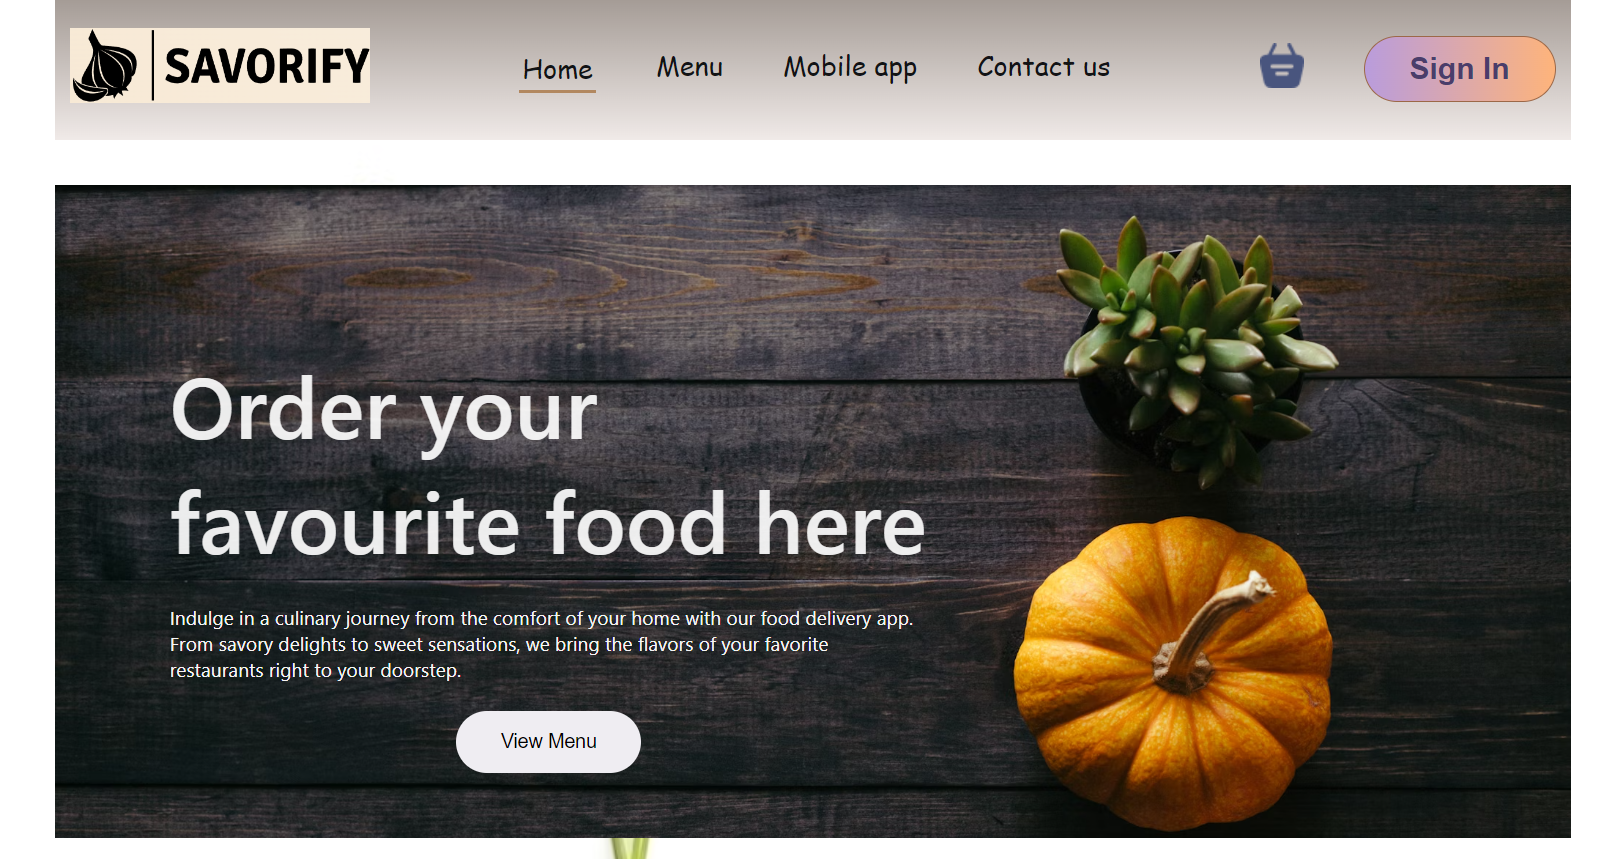 SAVORIFY
Home Menu Mobile app Contact us
Sign In
Order your
favourite food here
Indulge in a culinary journey from the comfort of your home with our food delivery app.
From savory delights to sweet sensations, we bring the flavors of your favorite
restaurants right to your doorstep.
View Menu